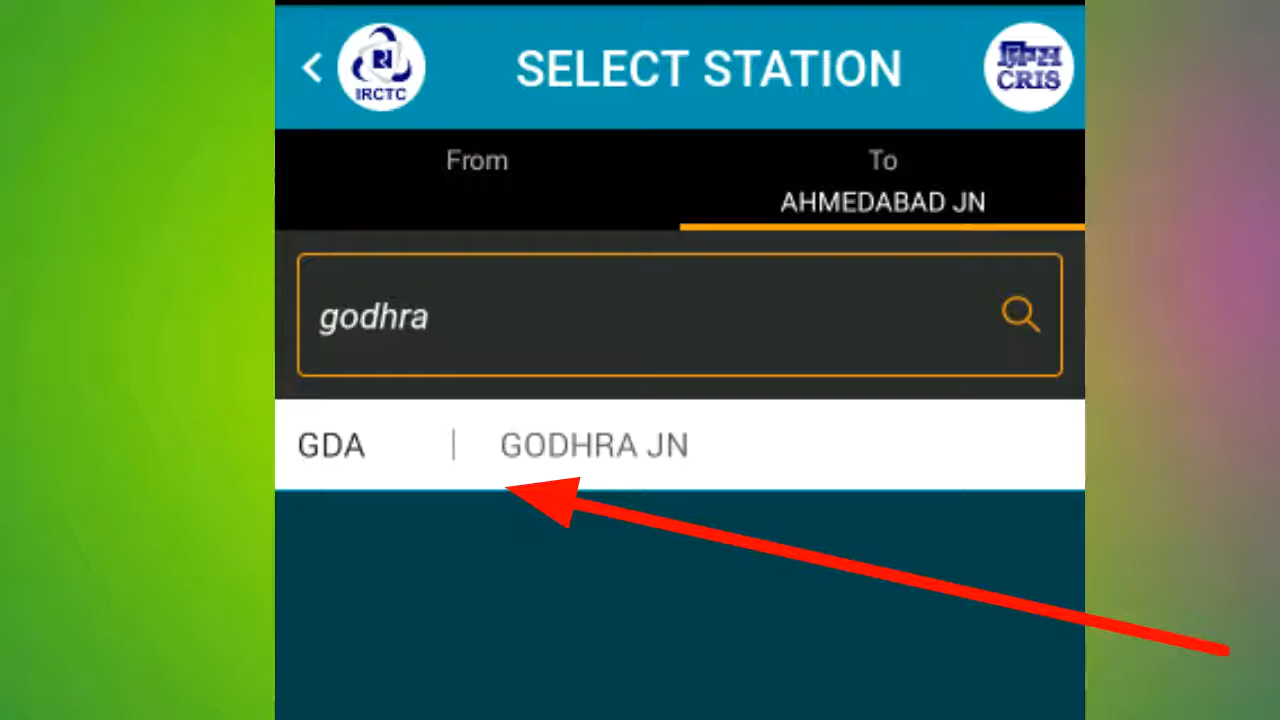 IRCTC
SELECT STATION
CRIS
From
To
AHMEDABAD JN
godhra
GDA | GODHRA JN